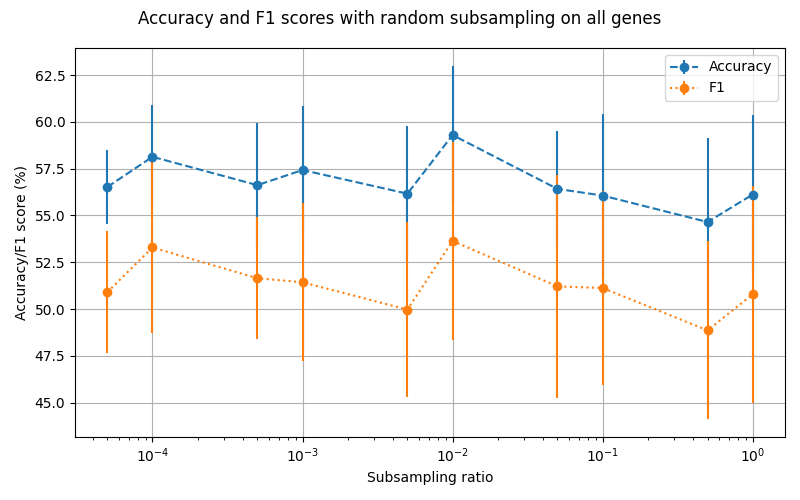 Accuracy and F1 scores with random subsampling on all genes
Accuracy
F1
Accuracy/F1 score (%)
62.5
60.0
57.5
55.0
52.5
50.0
47.5
45.0
10⁻⁴
10⁻³
10⁻²
10⁻¹
10⁰
Subsampling ratio